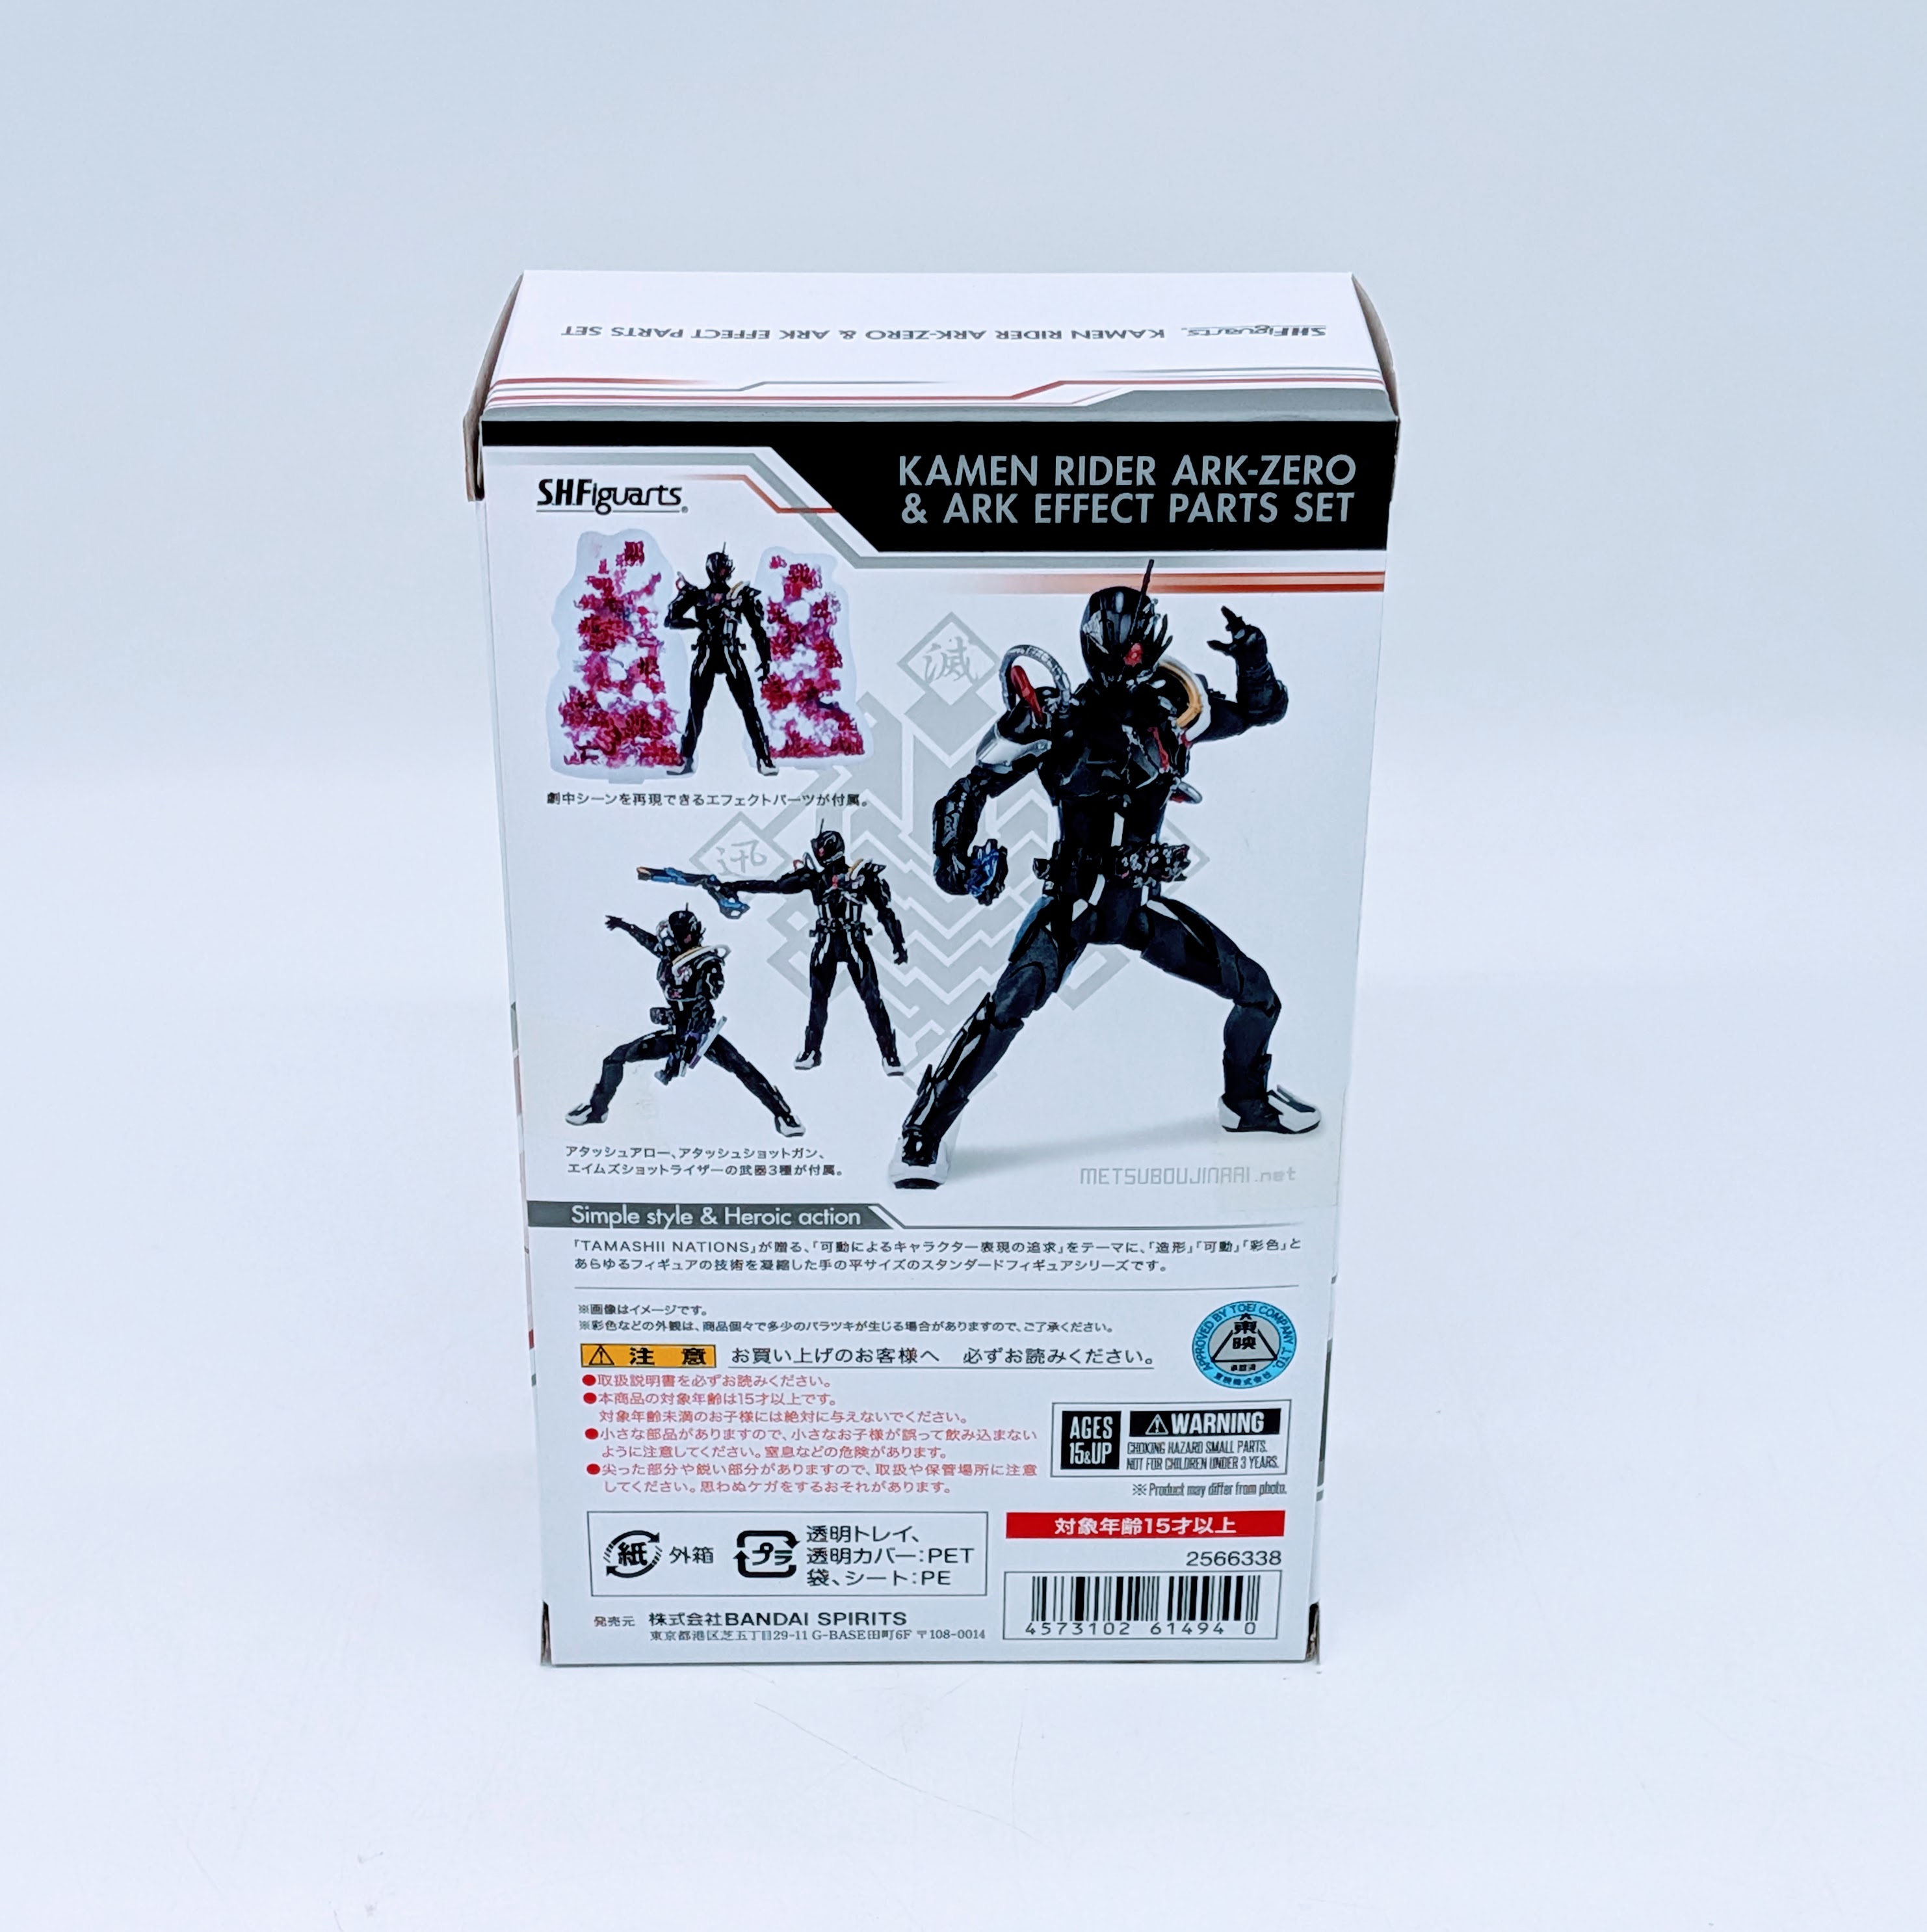 S.H.Figuarts. KAMEN RIDER ARK-ZERO & ARK EFFECT PARTS SET
S.H.Figuarts®
KAMEN RIDER ARK-ZERO
& ARK EFFECT PARTS SET
滅
劇中シーンを再現できるエフェクトパーツが付属。
迅
アタッシュアロー、アタッシュショットガン、
エイムズショットライザーの武器3種が付属。
METSUBOUJINRAI.net
Simple style & Heroic action
「TAMASHII NATIONS」が贈る、「可動によるキャラクター表現の追求」をテーマに、「造形」「可動」「彩色」と
あらゆるフィギュアの技術を凝縮した手の平サイズのスタンダードフィギュアシリーズです。
※画像はイメージです。
※彩色などの外観は、商品個々で多少のバラツキが生じる場合がありますので、ご了承ください。
APPROVED BY TOEI COMPANY, LTD.
東映
東映株式会社
注意 お買い上げのお客様へ 必ずお読みください。
●取扱説明書を必ずお読みください。
●本商品の対象年齢は15才以上です。
対象年齢未満のお子様には絶対に与えないでください。
●小さな部品がありますので、小さなお子様が誤って飲み込まない
ように注意してください。窒息などの危険があります。
●尖った部分や鋭い部分がありますので、取扱や保管場所に注意
してください。思わぬケガをするおそれがあります。
AGES
15&UP
WARNING
CHOKING HAZARD SMALL PARTS.
NOT FOR CHILDREN UNDER 3 YEARS.
※Product may differ from photo.
紙 外箱
プラ
透明トレイ、
透明カバー:PET
袋、シート:PE
対象年齢15才以上
2566338
4573102 61494 0
発売元 株式会社BANDAI SPIRITS
東京都港区芝五丁目29-11 G-BASE田町6F 〒108-0014